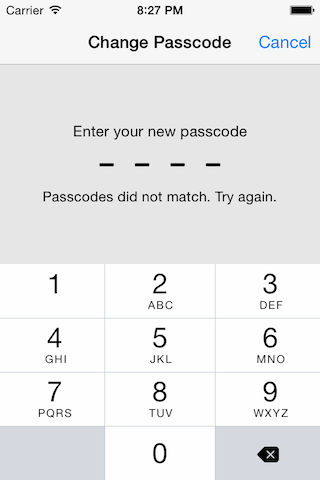 Carrier 8:27 PM
Change Passcode Cancel
Enter your new passcode
Passcodes did not match. Try again.
1 2 3
ABC DEF
4 5 6
GHI JKL MNO
7 8 9
PQRS TUV WXYZ
0